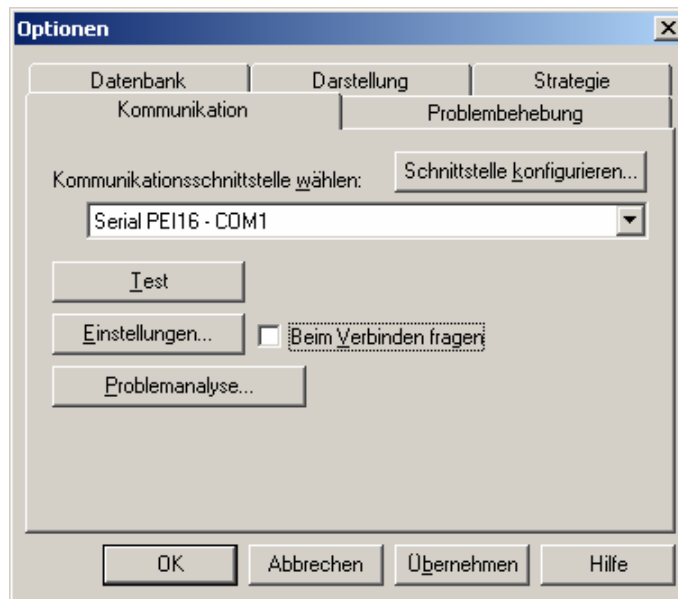 Optionen
Datenbank Darstellung Strategie
Kommunikation Problembehebung
Kommunikationsschnittstelle wählen: Schnittstelle konfigurieren...
Serial PEI16 - COM1
Test
Einstellungen... Beim Verbinden fragen
Problemanalyse...
OK Abbrechen Übernehmen Hilfe